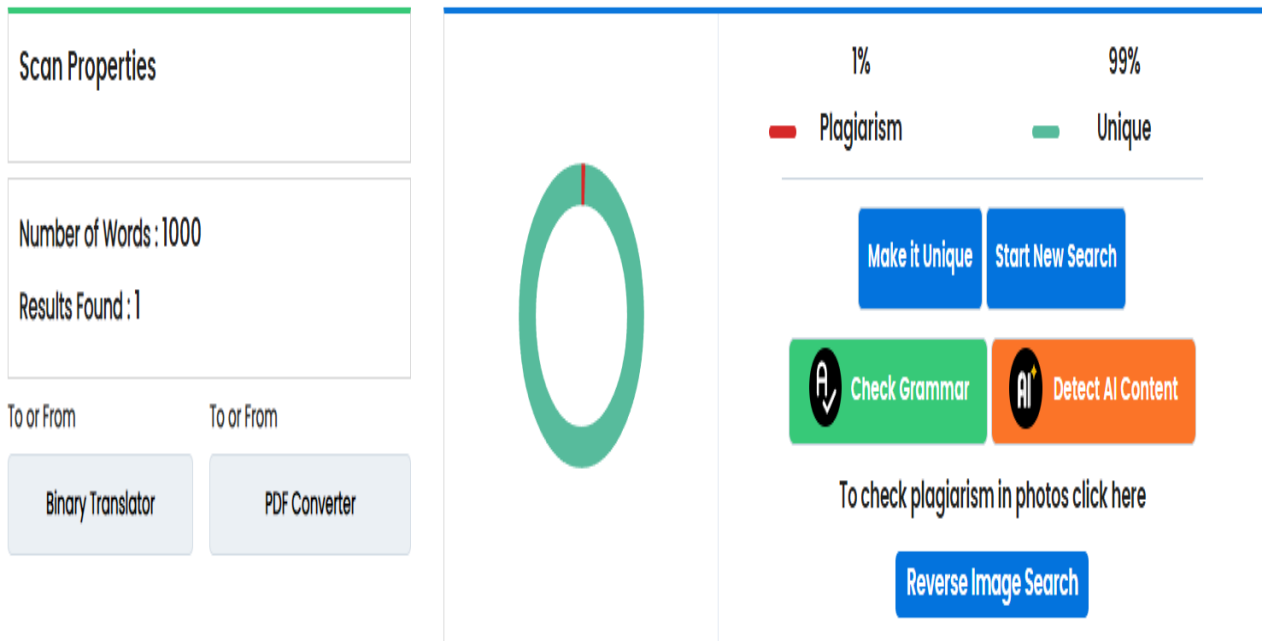 Scan Properties
Number of Words : 1000
Results Found : 1
To or From
To or From
Binary Translator
PDF Converter
1%
99%
Plagiarism
Unique
Make it Unique
Start New Search
Check Grammar
AI
Detect AI Content
To check plagiarism in photos click here
Reverse Image Search